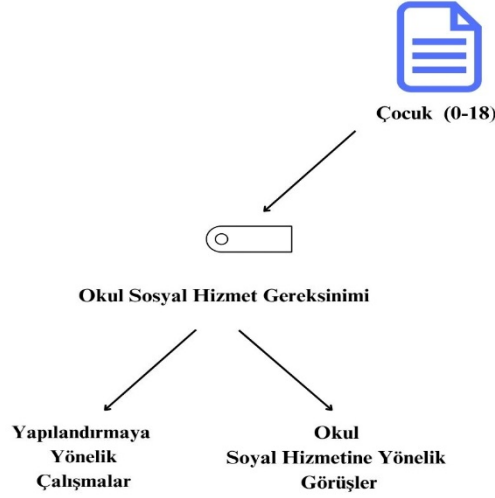 Çocuk (0-18)
Okul Sosyal Hizmet Gereksinimi
Yapılandırmaya
Yönelik
Çalışmalar
Okul
Soyal Hizmetine Yönelik
Görüşler